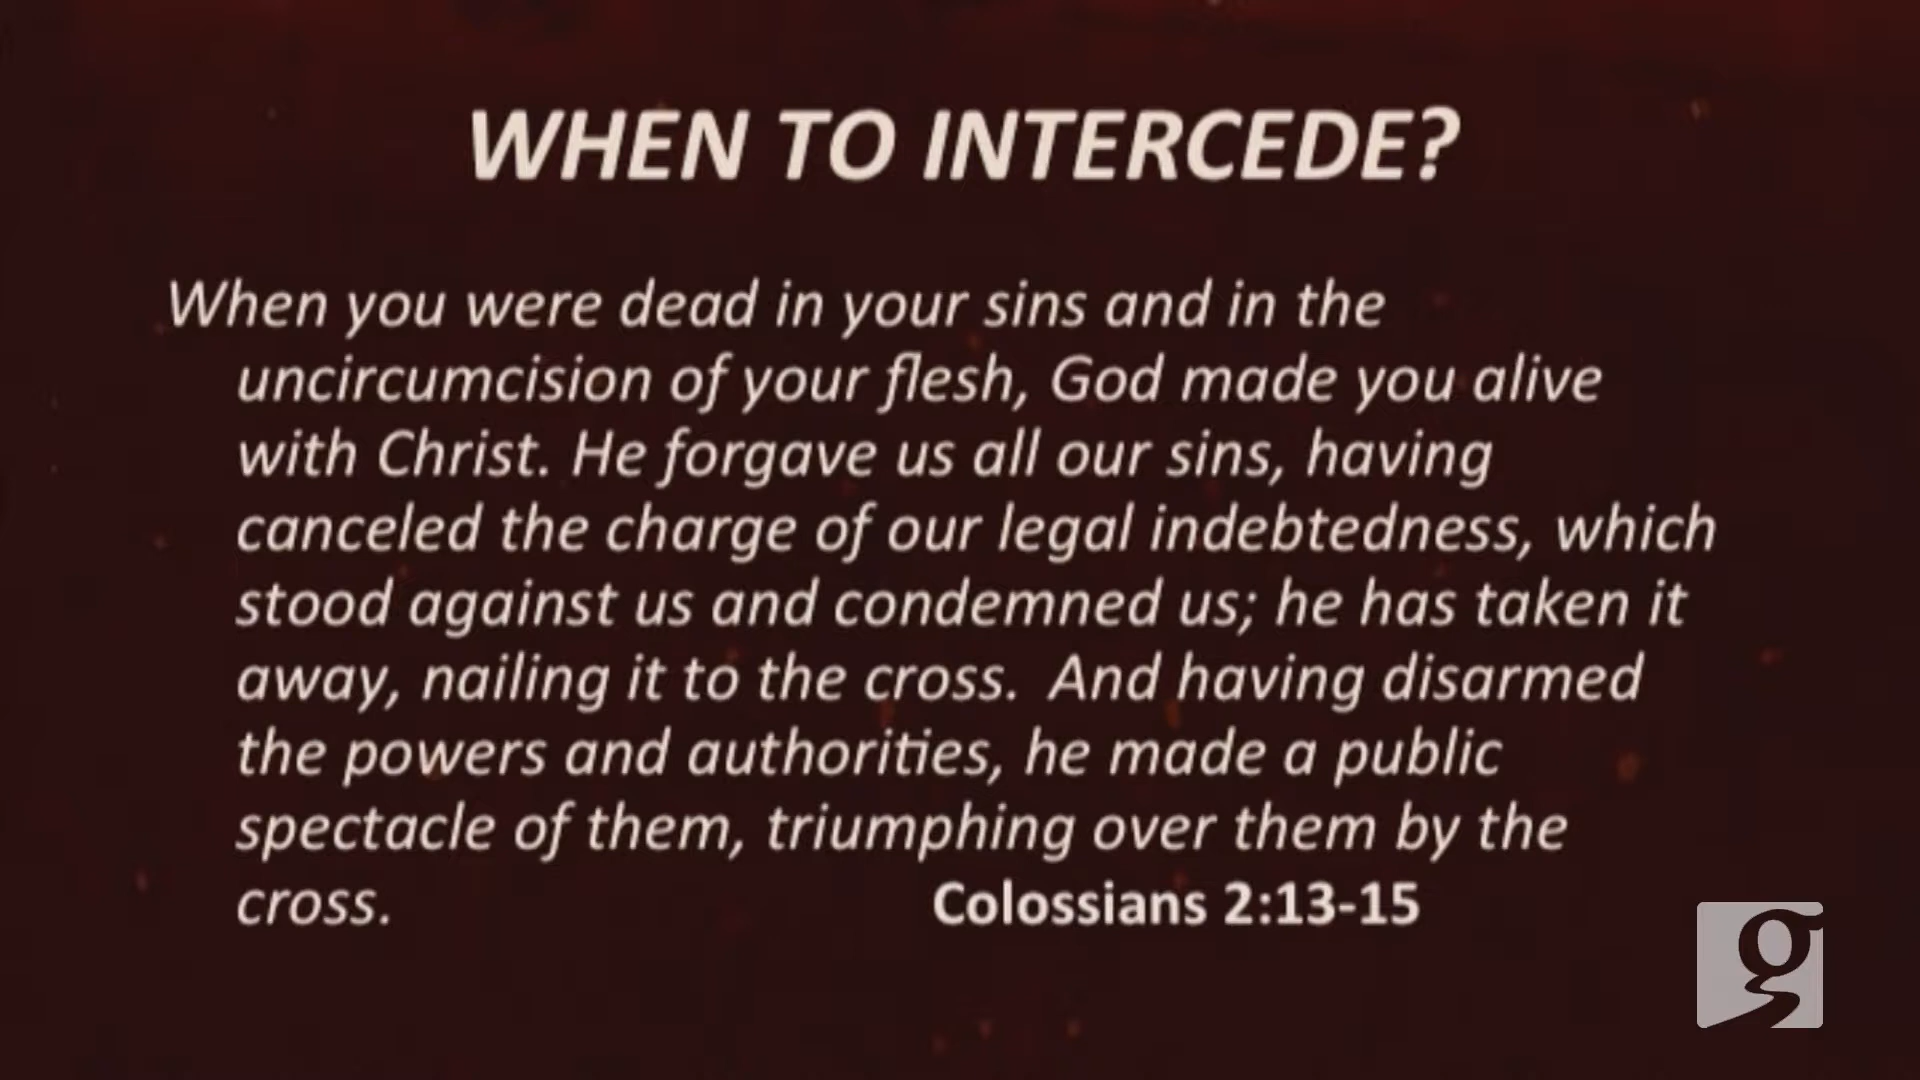 WHEN TO INTERCEDE?
When you were dead in your sins and in the
uncircumcision of your flesh, God made you alive
with Christ. He forgave us all our sins, having
canceled the charge of our legal indebtedness, which
stood against us and condemned us; he has taken it
away, nailing it to the cross.  And having disarmed
the powers and authorities, he made a public
spectacle of them, triumphing over them by the
cross. Colossians 2:13-15
g